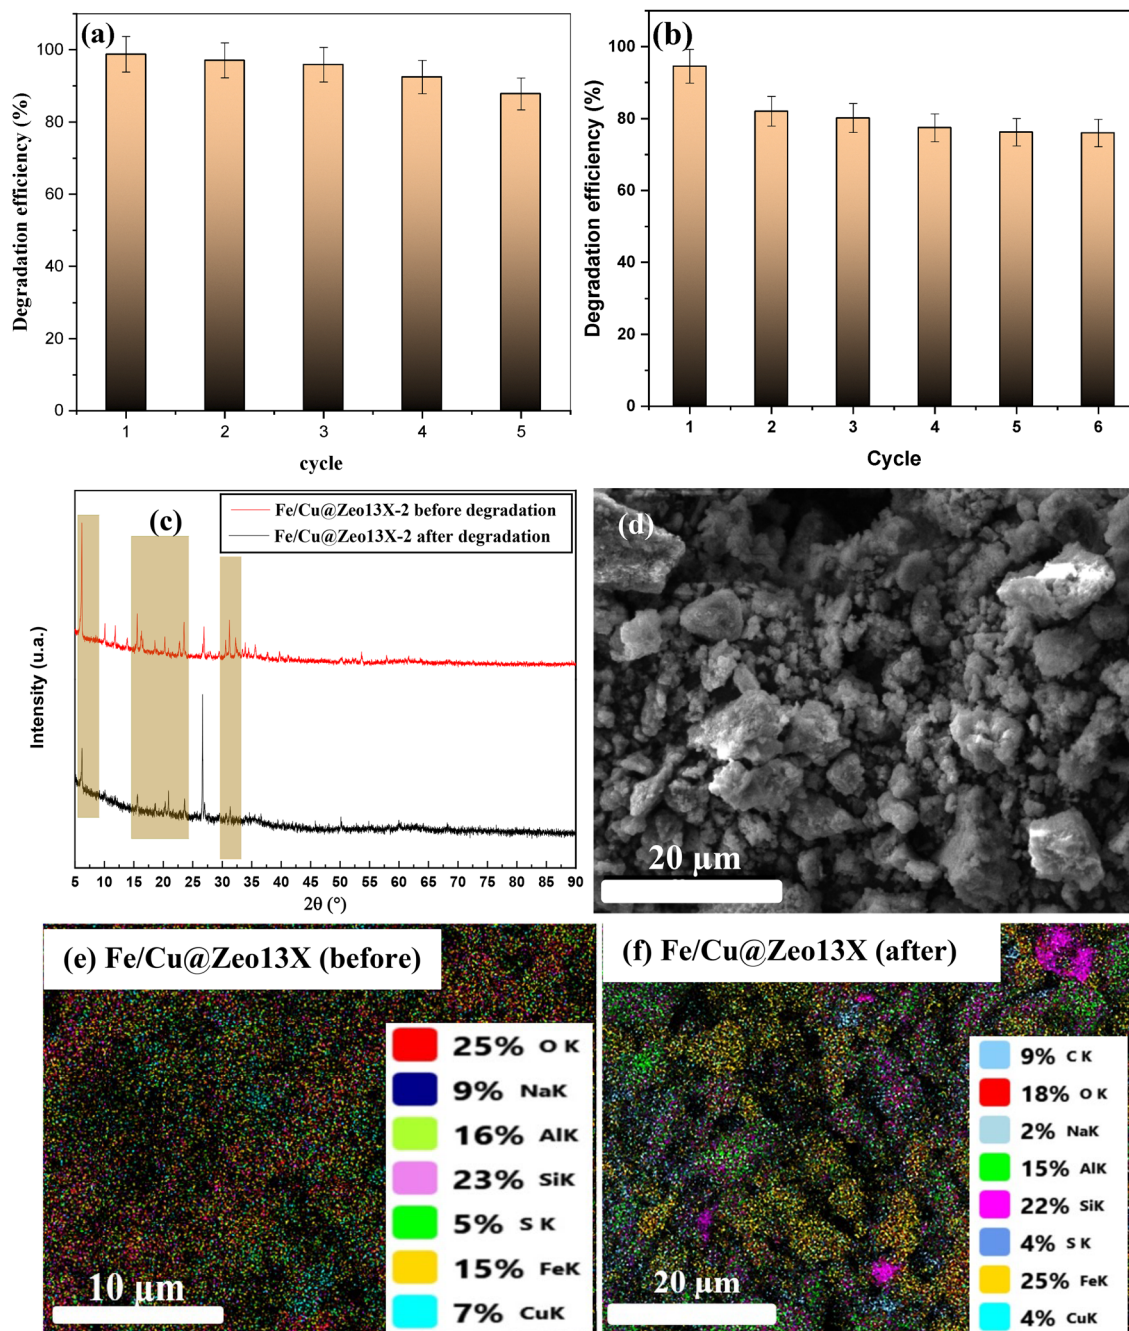 (a)
100
80
60
40
20
0
Degradation efficiency (%)
1 2 3 4 5
cycle
(b)
100
80
60
40
20
0
Degradation efficiency (%)
1 2 3 4 5 6
Cycle
(c)
Fe/Cu@Zeo13X-2 before degradation
Fe/Cu@Zeo13X-2 after degradation
Intensity (u.a.)
5 10 15 20 25 30 35 40 45 50 55 60 65 70 75 80 85 90
2θ (°)
(d)
20 µm
(e) Fe/Cu@Zeo13X (before)
25% O K
9% NaK
16% AlK
23% SiK
5% S K
15% FeK
7% CuK
10 µm
(f) Fe/Cu@Zeo13X (after)
9% C K
18% O K
2% NaK
15% AlK
22% SiK
4% S K
25% FeK
4% CuK
20 µm